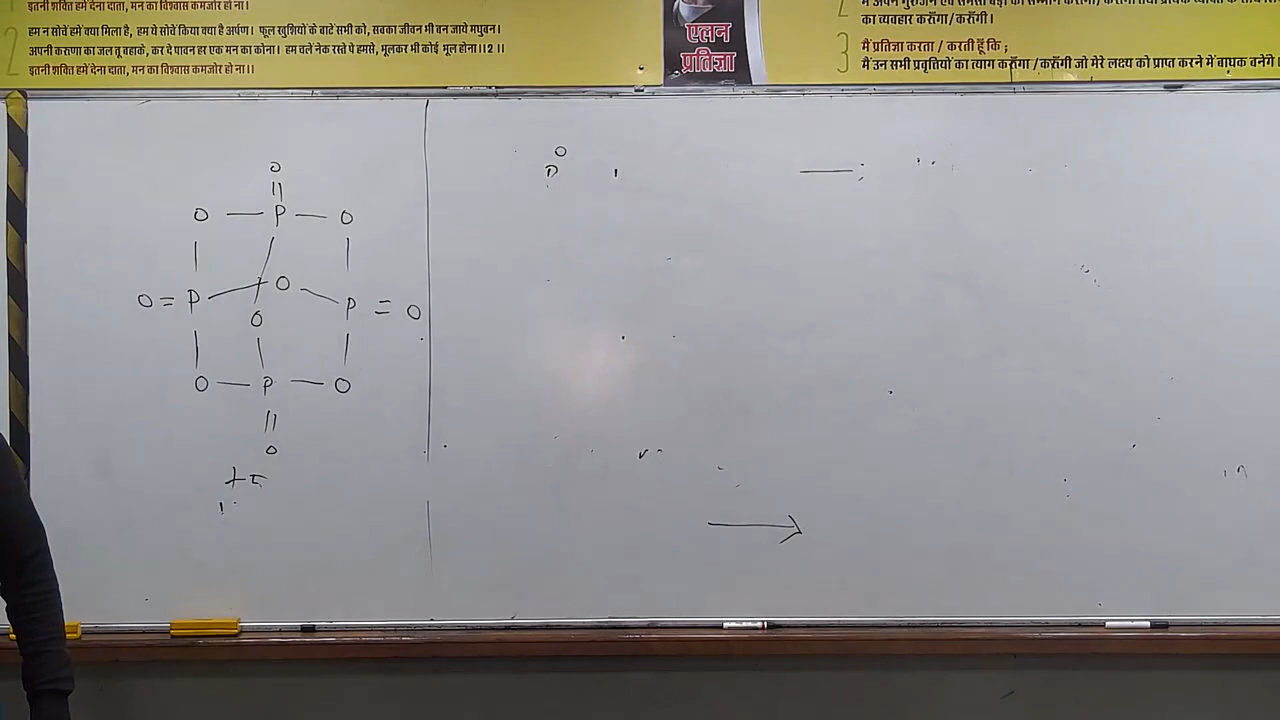 इतनी शक्ति हमें देना दाता, मन का विश्वास कमजोर हो ना।
2 हम न सोचें हमें क्या मिला है, हम ये सोचें किया क्या है अर्पण। फूल खुशियों के बाटें सभी को, सबका जीवन भी बन जाये मधुबन।
अपनी करुणा का जल तू बहाके, कर दे पावन हर एक मन का कोना। हम चलें नेक रस्ते पे हमसे, भूलकर भी कोई भूल हो ना।। 2 ।।
इतनी शक्ति हमें देना दाता, मन का विश्वास कमजोर हो ना।।
एलन
प्रतिज्ञा
का व्यवहार करूँगा / करूँगी।
3 मैं प्रतिज्ञा करता / करती हूँ कि ;
मैं उन सभी प्रवृत्तियों का त्याग करूँगा / करूँगी जो मेरे लक्ष्य को प्राप्त करने में बाधक बनेंगे।
O
||
O — P — O
O = P O P = O
O
O — P — O
||
O
O